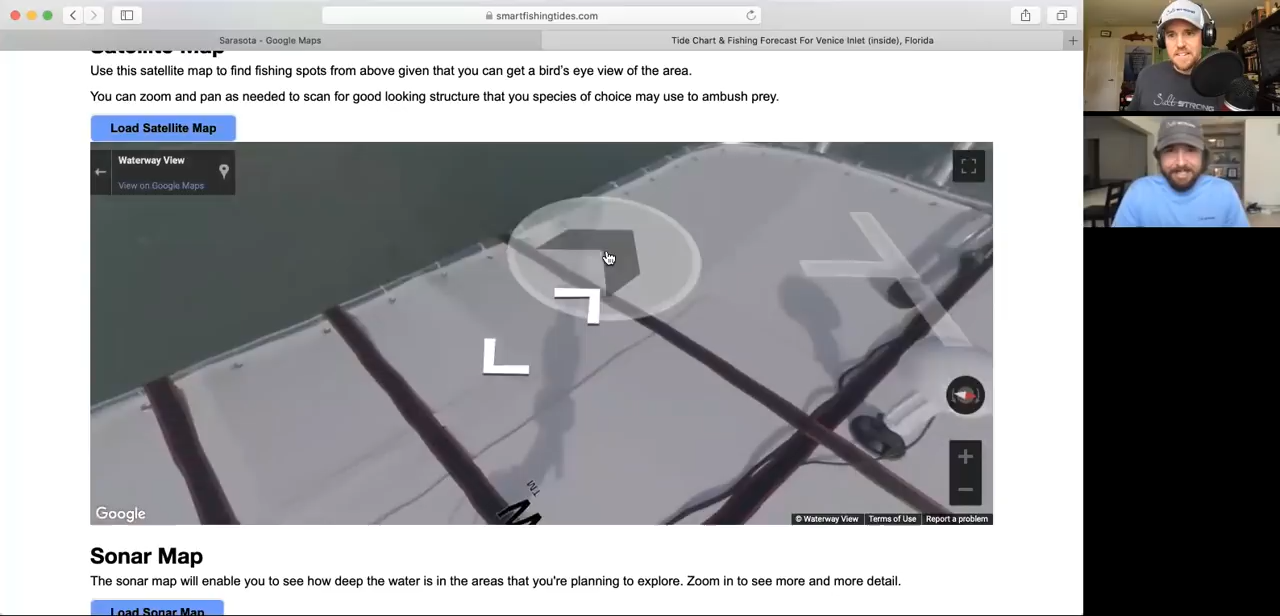 smartfishingtides.com
Sarasota - Google Maps
Tide Chart & Fishing Forecast For Venice Inlet (inside), Florida
Satellite Map
Use this satellite map to find fishing spots from above given that you can get a bird's eye view of the area.
You can zoom and pan as needed to scan for good looking structure that you species of choice may use to ambush prey.
Load Satellite Map
Waterway View
View on Google Maps
TM
Google
© Waterway View
Terms of Use
Report a problem
Sonar Map
The sonar map will enable you to see how deep the water is in the areas that you're planning to explore. Zoom in to see more and more detail.
Load Sonar Map
Salt STRONG